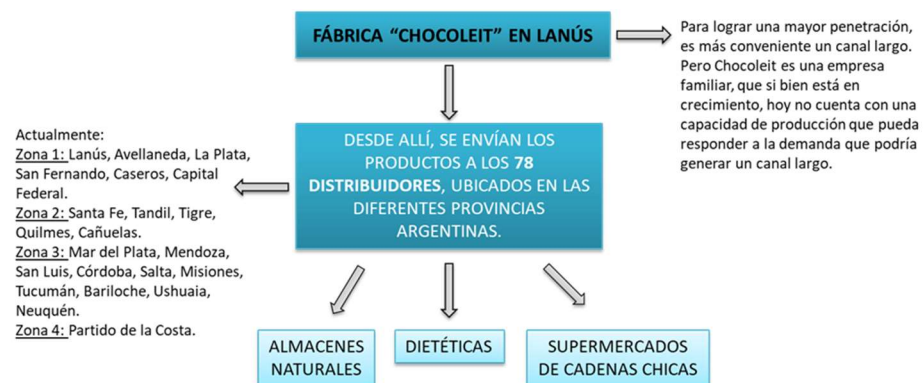 FÁBRICA “CHOCOLEIT” EN LANÚS
Para lograr una mayor penetración,
es más conveniente un canal largo.
Pero Chocoleit es una empresa
familiar, que si bien está en
crecimiento, hoy no cuenta con una
capacidad de producción que pueda
responder a la demanda que podría
generar un canal largo.
DESDE ALLÍ, SE ENVÍAN LOS
PRODUCTOS A LOS 78
DISTRIBUIDORES, UBICADOS EN LAS
DIFERENTES PROVINCIAS
ARGENTINAS.
Actualmente:
Zona 1: Lanús, Avellaneda, La Plata,
San Fernando, Caseros, Capital
Federal.
Zona 2: Santa Fe, Tandil, Tigre,
Quilmes, Cañuelas.
Zona 3: Mar del Plata, Mendoza,
San Luis, Córdoba, Salta, Misiones,
Tucumán, Bariloche, Ushuaia,
Neuquén.
Zona 4: Partido de la Costa.
ALMACENES
NATURALES
DIETÉTICAS
SUPERMERCADOS
DE CADENAS CHICAS